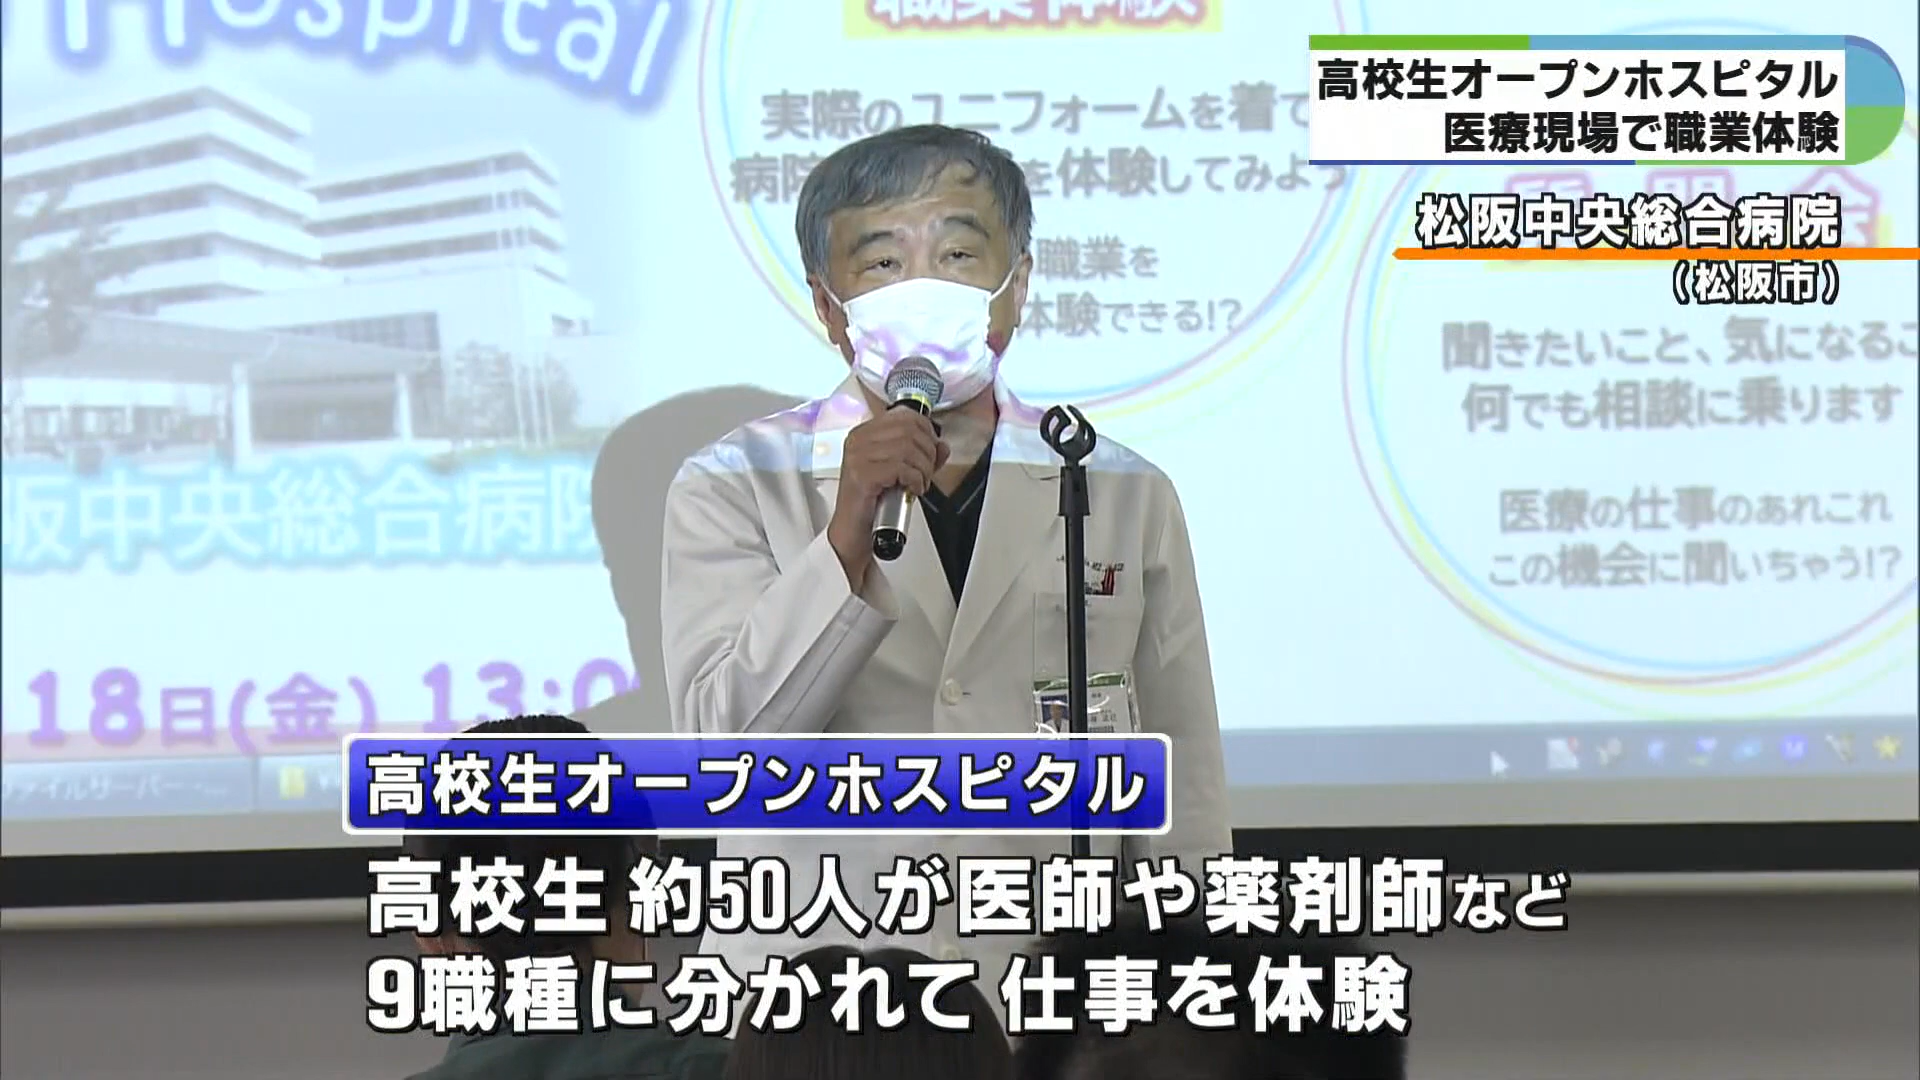 Hospital
実際のユニフォームを着て
病院
を体験してみよう
職業を
体験できる!?
高校生オープンホスピタル
医療現場で職業体験
松阪中央総合病院
(松阪市)
聞きたいこと、気になるこ
何でも相談に乗ります
医療の仕事のあれこれ
この機会に聞いちゃう!?
阪中央総合病院
18日(金) 13:0
高校生オープンホスピタル
高校生 約50人が医師や薬剤師など
9職種に分かれて 仕事を体験